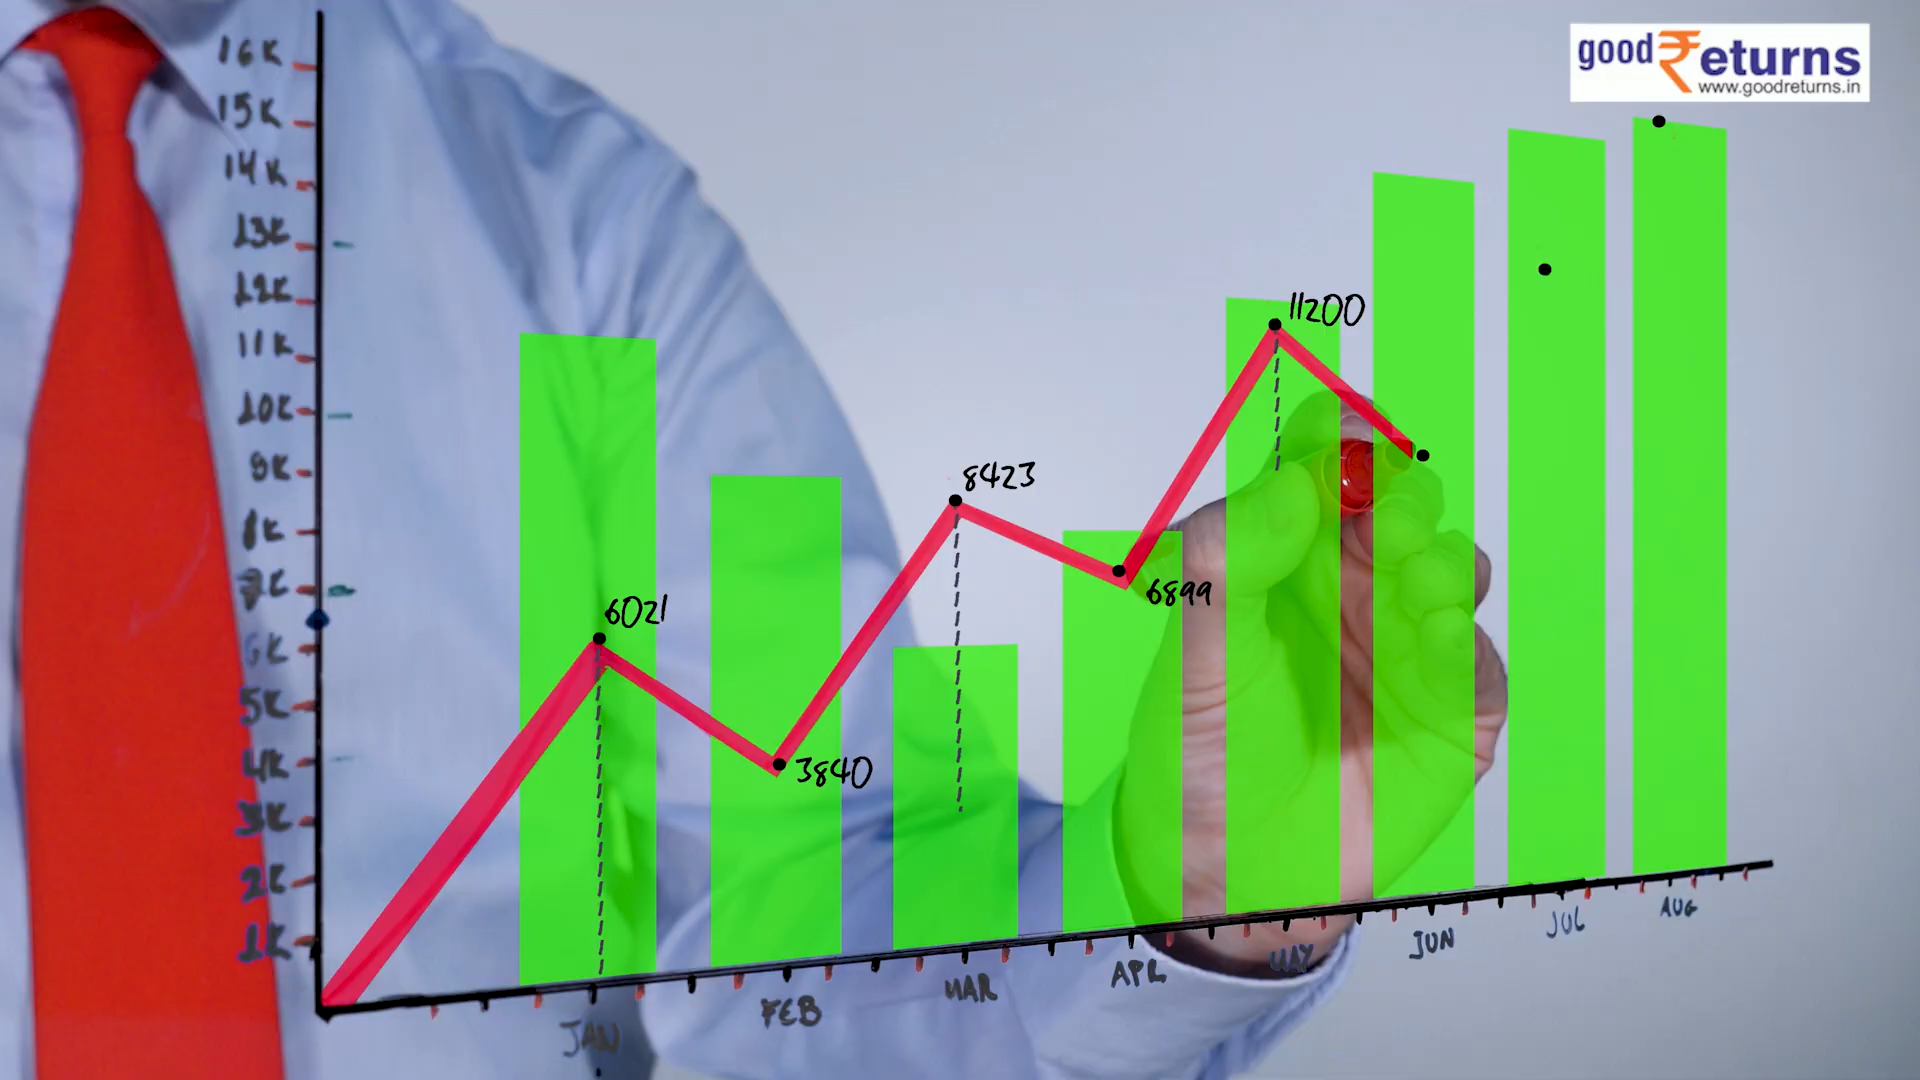 good ₹eturns
www.goodreturns.in
16K
15K
14K
13K
12K
11K
10K
9K
8K
7K
6K
5K
4K
3K
2K
1K
11200
8423
6899
6021
3840
JAN
FEB
MAR
APR
MAY
JUN
JUL
AUG